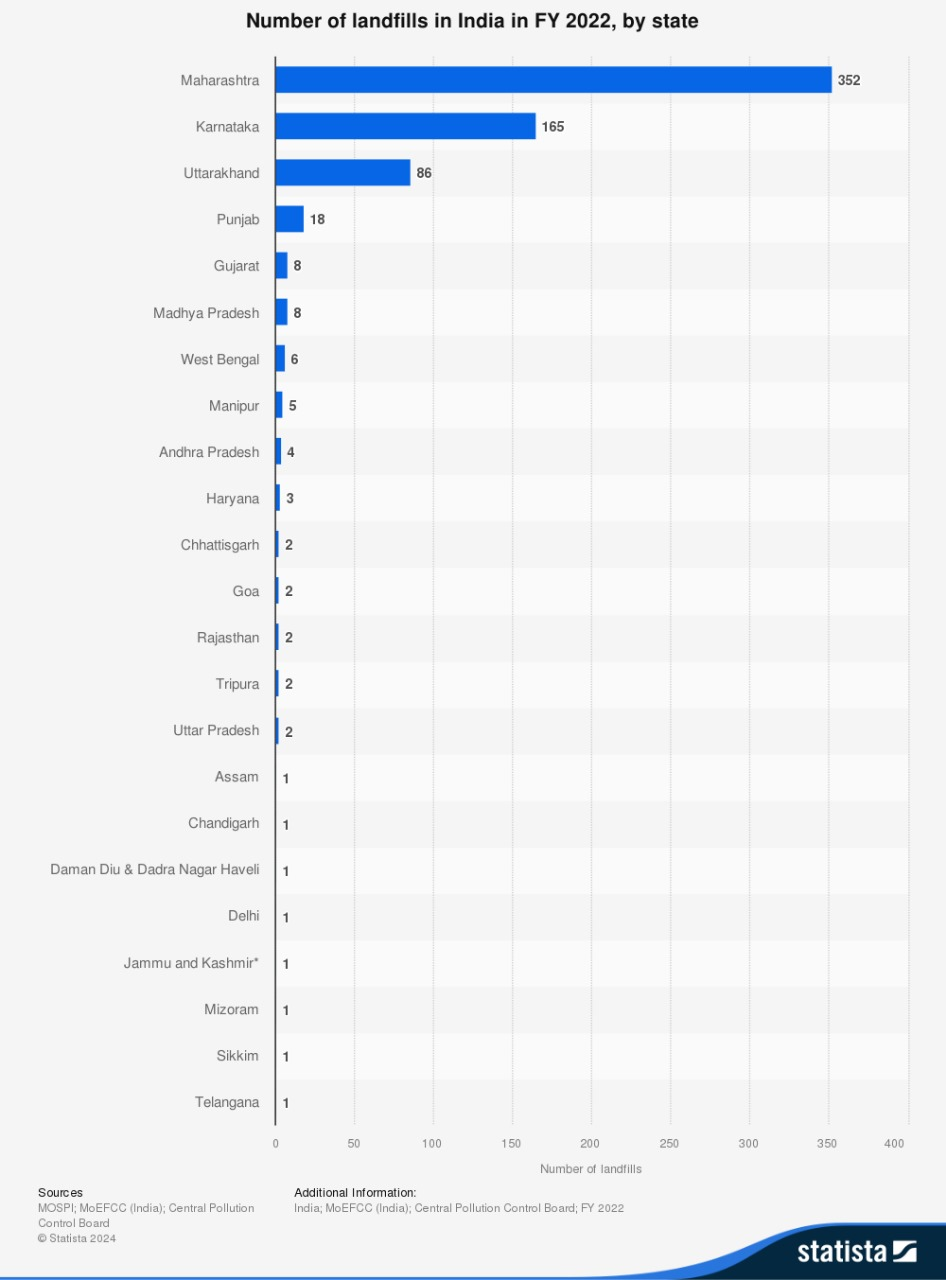 Number of landfills in India in FY 2022, by state
Maharashtra 352
Karnataka 165
Uttarakhand 86
Punjab 18
Gujarat 8
Madhya Pradesh 8
West Bengal 6
Manipur 5
Andhra Pradesh 4
Haryana 3
Chhattisgarh 2
Goa 2
Rajasthan 2
Tripura 2
Uttar Pradesh 2
Assam 1
Chandigarh 1
Daman Diu & Dadra Nagar Haveli 1
Delhi 1
Jammu and Kashmir* 1
Mizoram 1
Sikkim 1
Telangana 1
0 50 100 150 200 250 300 350 400
Number of landfills
Sources
MOSPI; MoEFCC (India); Central Pollution
Control Board
© Statista 2024
Additional Information:
India; MoEFCC (India); Central Pollution Control Board; FY 2022
statista